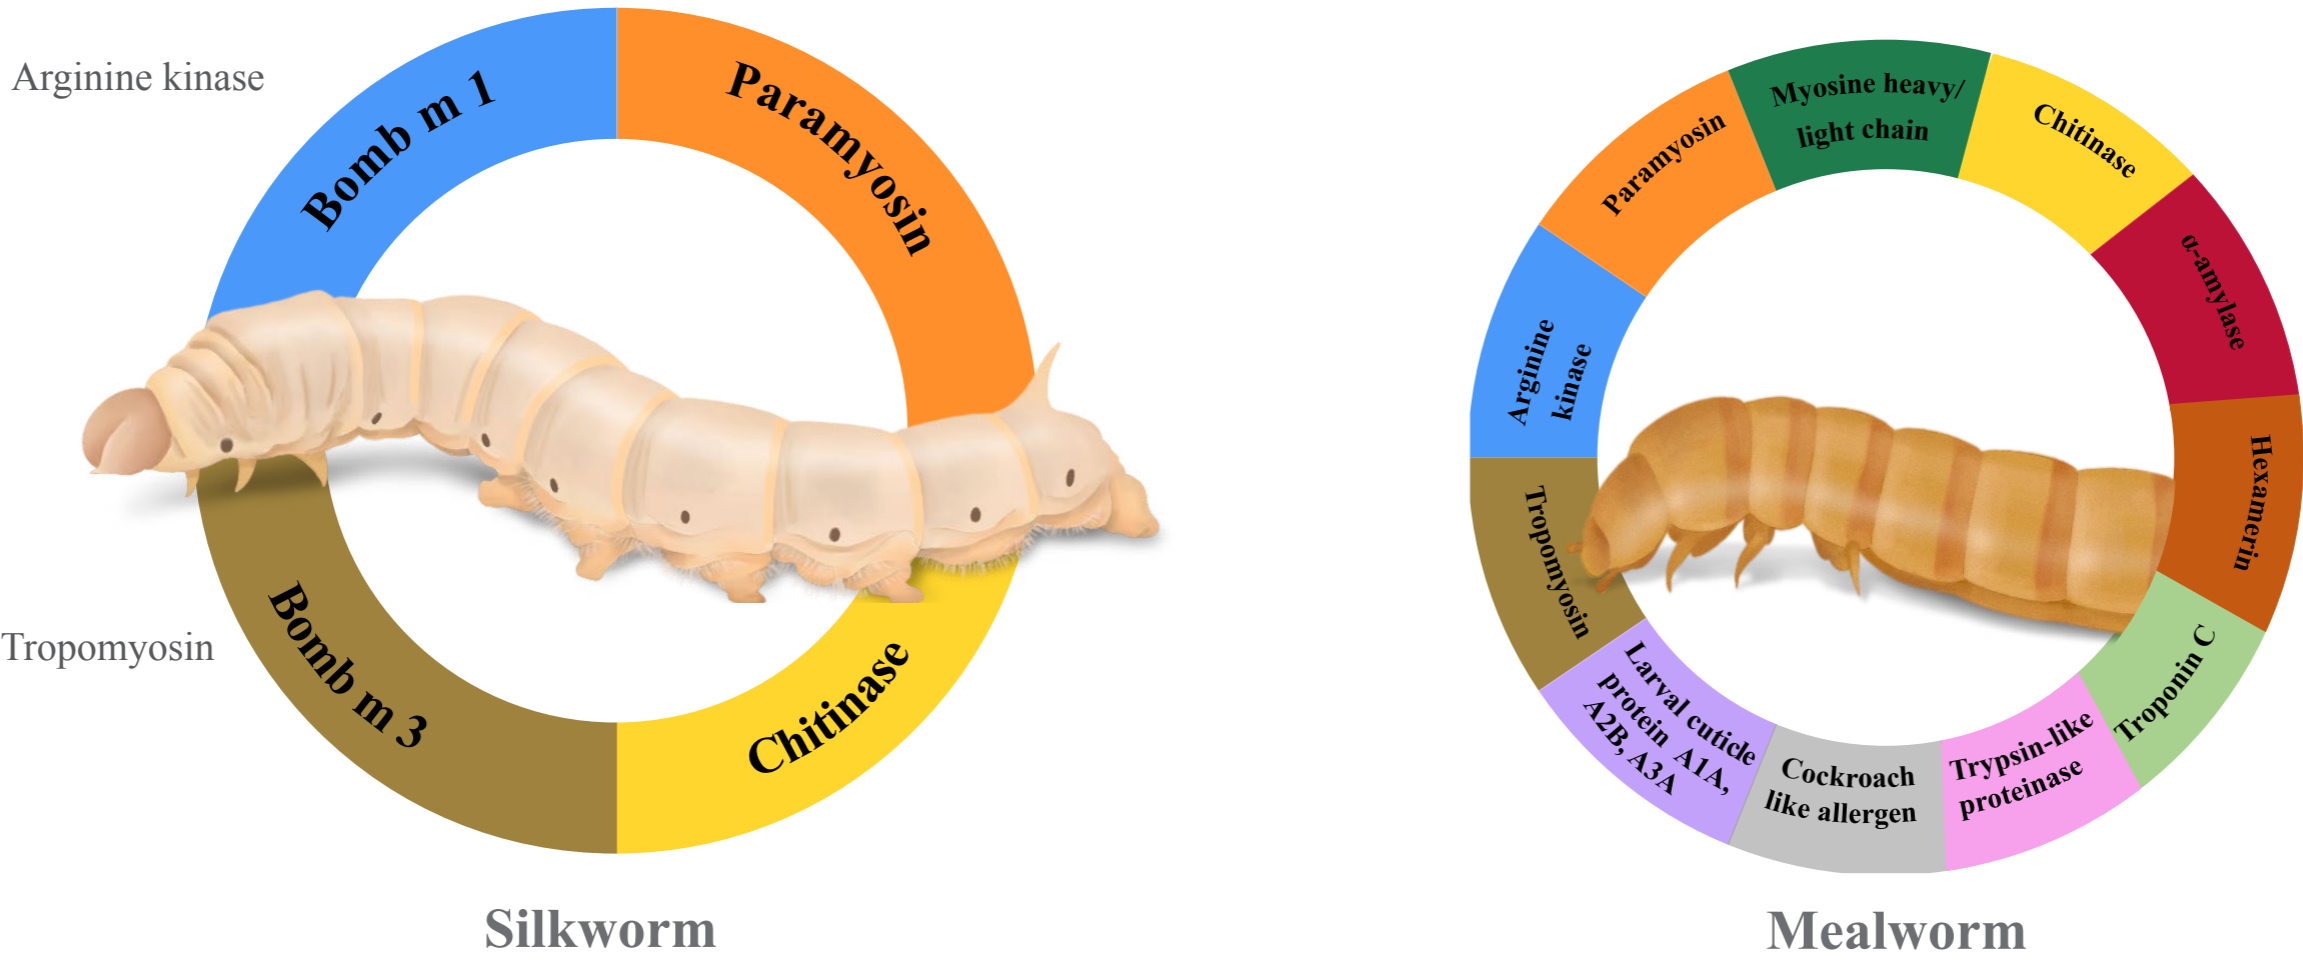 Arginine kinase
Bomb m 1
Paramyosin
Tropomyosin
Bomb m 3
Chitinase
Silkworm
Myosine heavy/
light chain
Chitinase
α-amylase
Hexamerin
Troponin C
Trypsin-like
proteinase
Cockroach
like allergen
Larval cuticle
protein A1A,
A2B, A3A
Tropomyosin
Arginine
kinase
Paramyosin
Mealworm